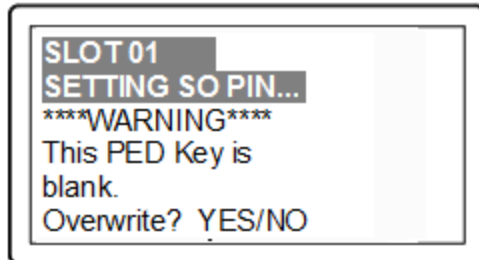 SLOT 01
SETTING SO PIN...
****WARNING****
This PED Key is
blank.
Overwrite? YES/NO